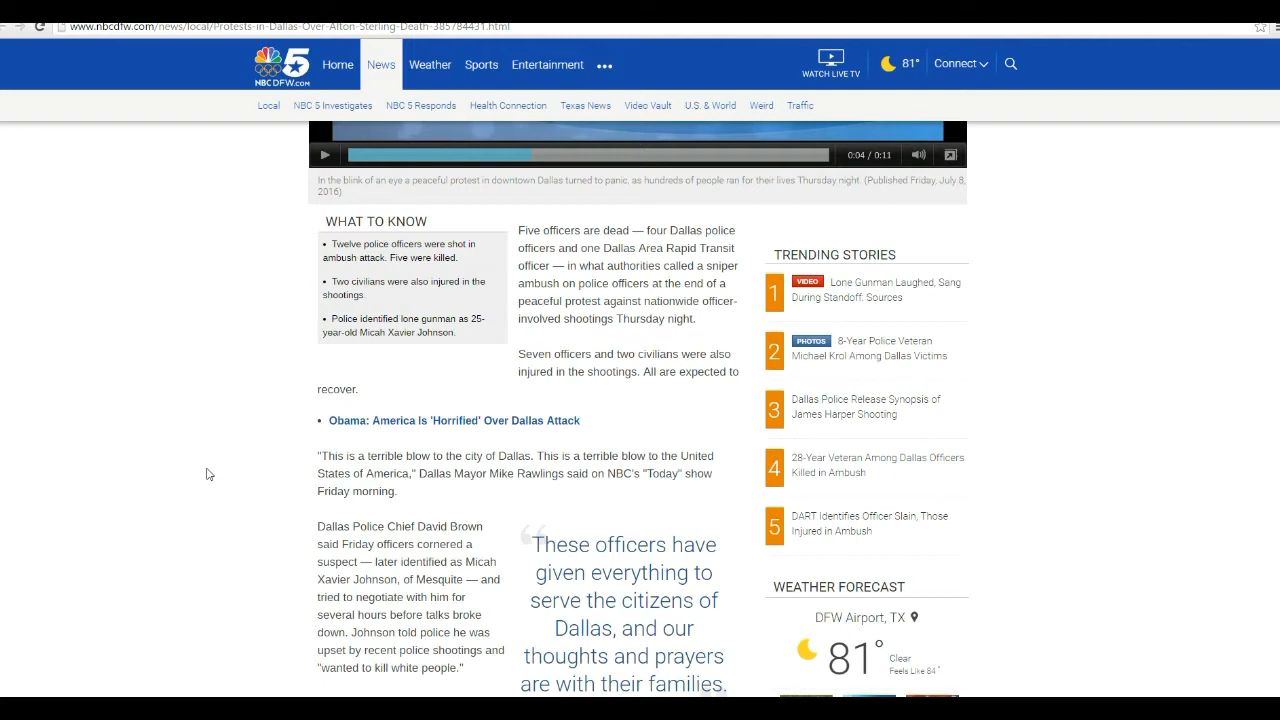 www.nbcdfw.com/news/local/Protests-in-Dallas-Over-Alton-Sterling-Death-385784431.html
5
NBC DFW.COM
Home News Weather Sports Entertainment •••
WATCH LIVE TV
81° Connect
Local NBC 5 Investigates NBC 5 Responds Health Connection Texas News Video Vault U.S. & World Weird Traffic
0:04 / 0:11
In the blink of an eye a peaceful protest in downtown Dallas turned to panic, as hundreds of people ran for their lives Thursday night. (Published Friday, July 8,
2016)
WHAT TO KNOW
• Twelve police officers were shot in
ambush attack. Five were killed.
• Two civilians were also injured in the
shootings.
• Police identified lone gunman as 25-
year-old Micah Xavier Johnson.
Five officers are dead — four Dallas police
officers and one Dallas Area Rapid Transit
officer — in what authorities called a sniper
ambush on police officers at the end of a
peaceful protest against nationwide officer-
involved shootings Thursday night.
Seven officers and two civilians were also
injured in the shootings. All are expected to
recover.
• Obama: America Is 'Horrified' Over Dallas Attack
"This is a terrible blow to the city of Dallas. This is a terrible blow to the United
States of America," Dallas Mayor Mike Rawlings said on NBC's "Today" show
Friday morning.
Dallas Police Chief David Brown
said Friday officers cornered a
suspect — later identified as Micah
Xavier Johnson, of Mesquite — and
tried to negotiate with him for
several hours before talks broke
down. Johnson told police he was
upset by recent police shootings and
"wanted to kill white people."
“These officers have
given everything to
serve the citizens of
Dallas, and our
thoughts and prayers
are with their families.
TRENDING STORIES
1 VIDEO Lone Gunman Laughed, Sang
During Standoff: Sources
2 PHOTOS 8-Year Police Veteran
Michael Krol Among Dallas Victims
3 Dallas Police Release Synopsis of
James Harper Shooting
4 28-Year Veteran Among Dallas Officers
Killed in Ambush
5 DART Identifies Officer Slain, Those
Injured in Ambush
WEATHER FORECAST
DFW Airport, TX
81° Clear
Feels Like 84°